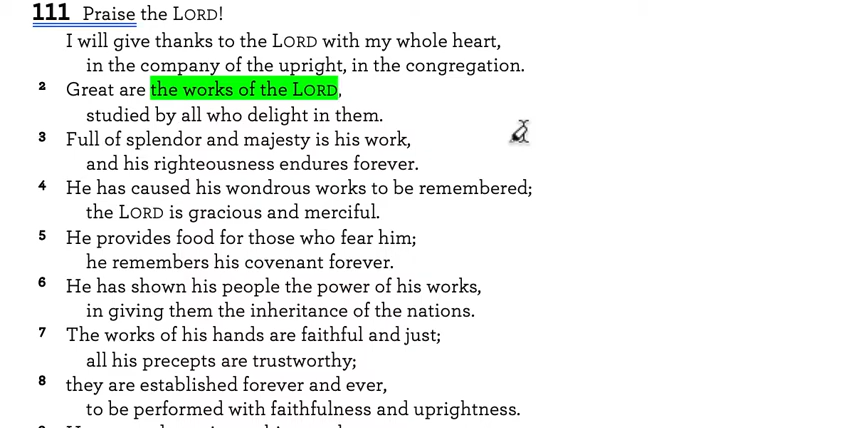 111 Praise the LORD!
I will give thanks to the LORD with my whole heart,
in the company of the upright, in the congregation.
2 Great are the works of the LORD,
studied by all who delight in them.
3 Full of splendor and majesty is his work,
and his righteousness endures forever.
4 He has caused his wondrous works to be remembered;
the LORD is gracious and merciful.
5 He provides food for those who fear him;
he remembers his covenant forever.
6 He has shown his people the power of his works,
in giving them the inheritance of the nations.
7 The works of his hands are faithful and just;
all his precepts are trustworthy;
8 they are established forever and ever,
to be performed with faithfulness and uprightness.